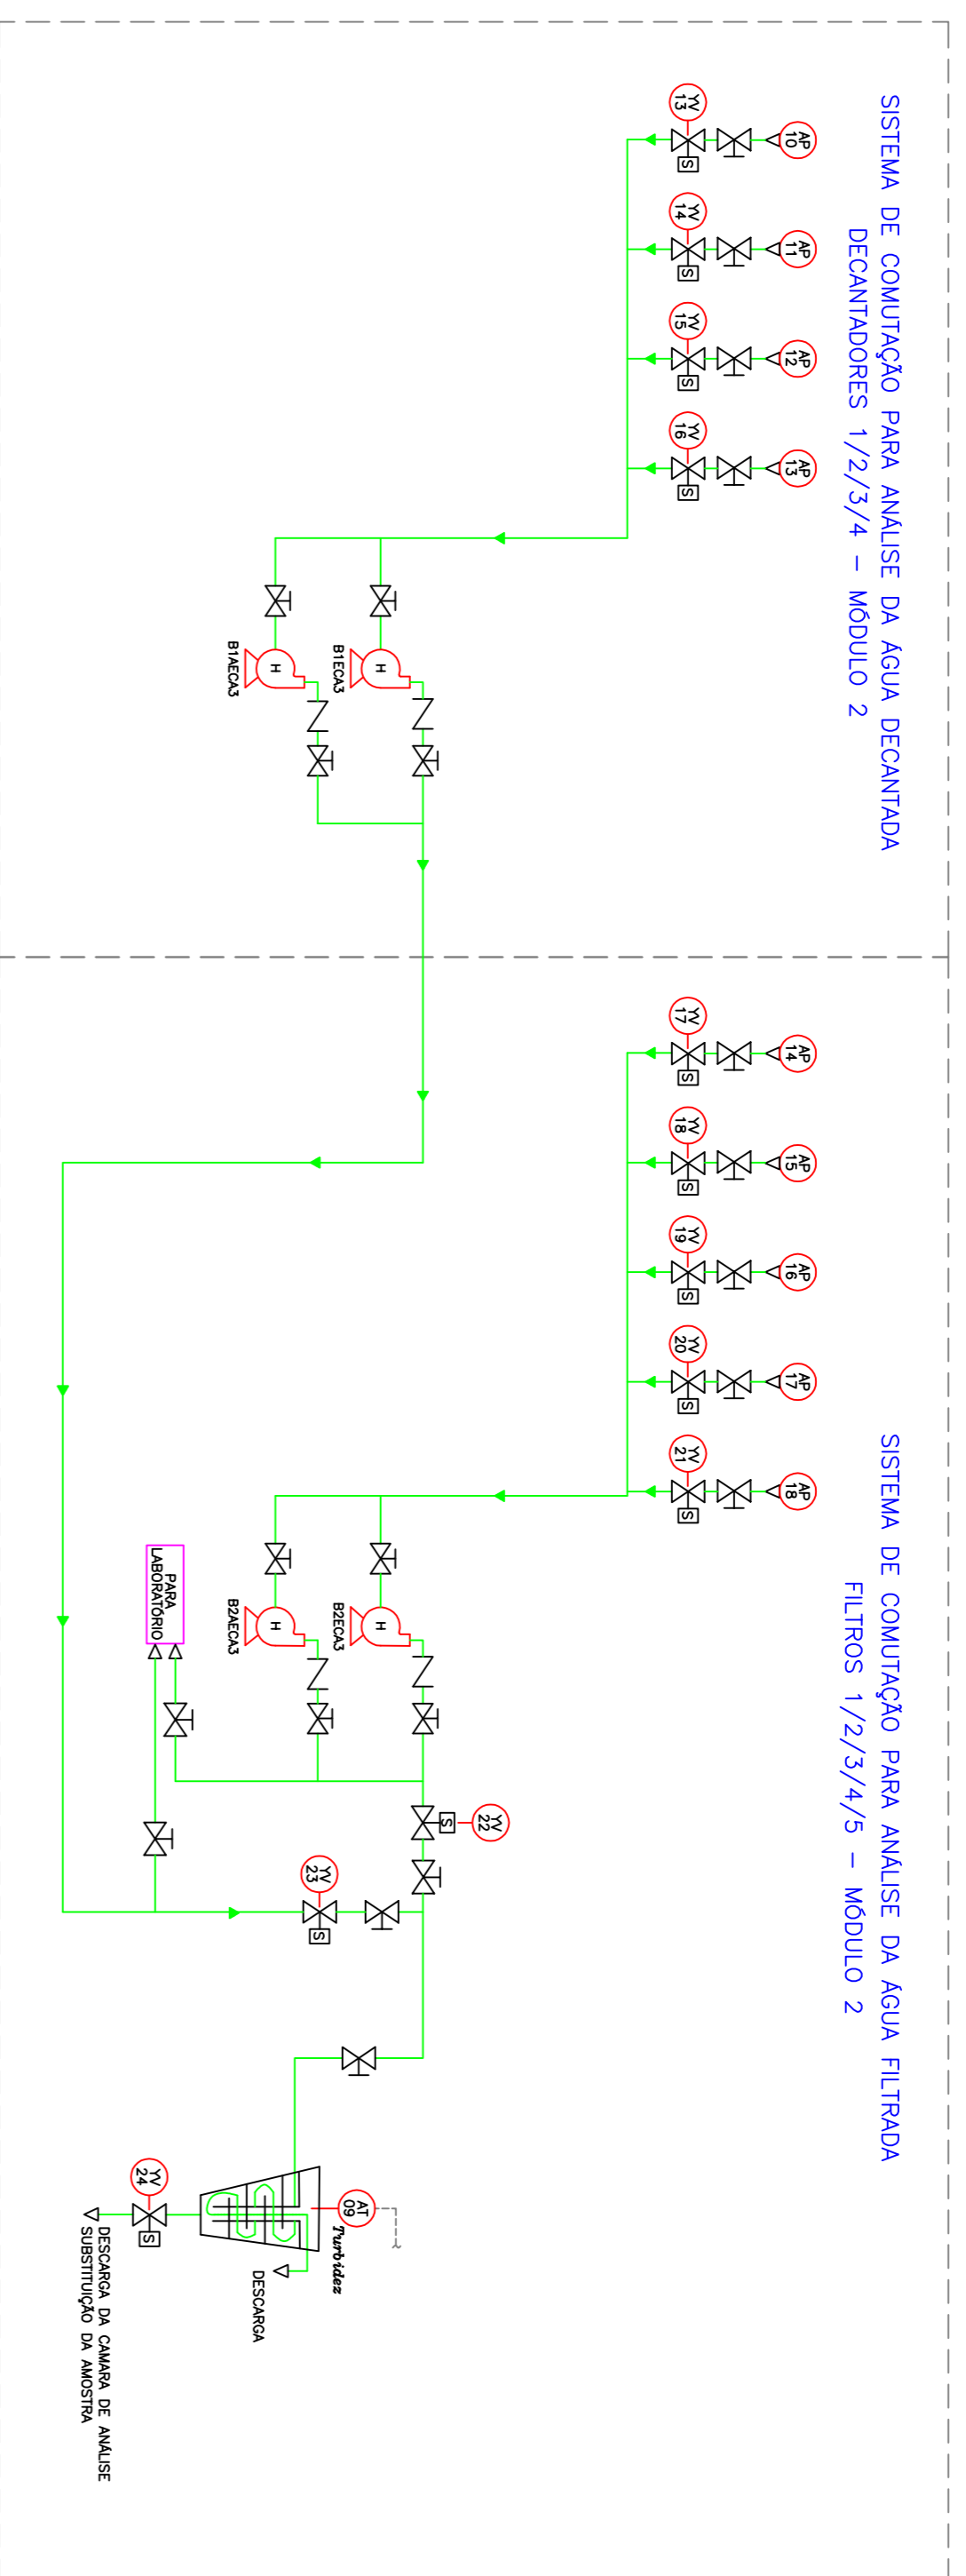 SISTEMA DE COMUTAÇÃO PARA ANÁLISE DA ÁGUA DECANTADA
DECANTADORES 1/2/3/4 - MÓDULO 2
AP
10
AP
11
AP
12
AP
13
YV
13
YV
14
YV
15
YV
16
S
S
S
S
B1ECA3
H
B1AECA3
H
SISTEMA DE COMUTAÇÃO PARA ANÁLISE DA ÁGUA FILTRADA
FILTROS 1/2/3/4/5 - MÓDULO 2
AP
14
AP
15
AP
16
AP
17
AP
18
YV
17
YV
18
YV
19
YV
20
YV
21
S
S
S
S
S
B2ECA3
H
B2AECA3
H
YV
22
S
YV
23
S
PARA
LABORATÓRIO
AT
09
Turbidez
DESCARGA
YV
24
S
DESCARGA DA CAMARA DE ANÁLISE
SUBSTITUIÇÃO DA AMOSTRA